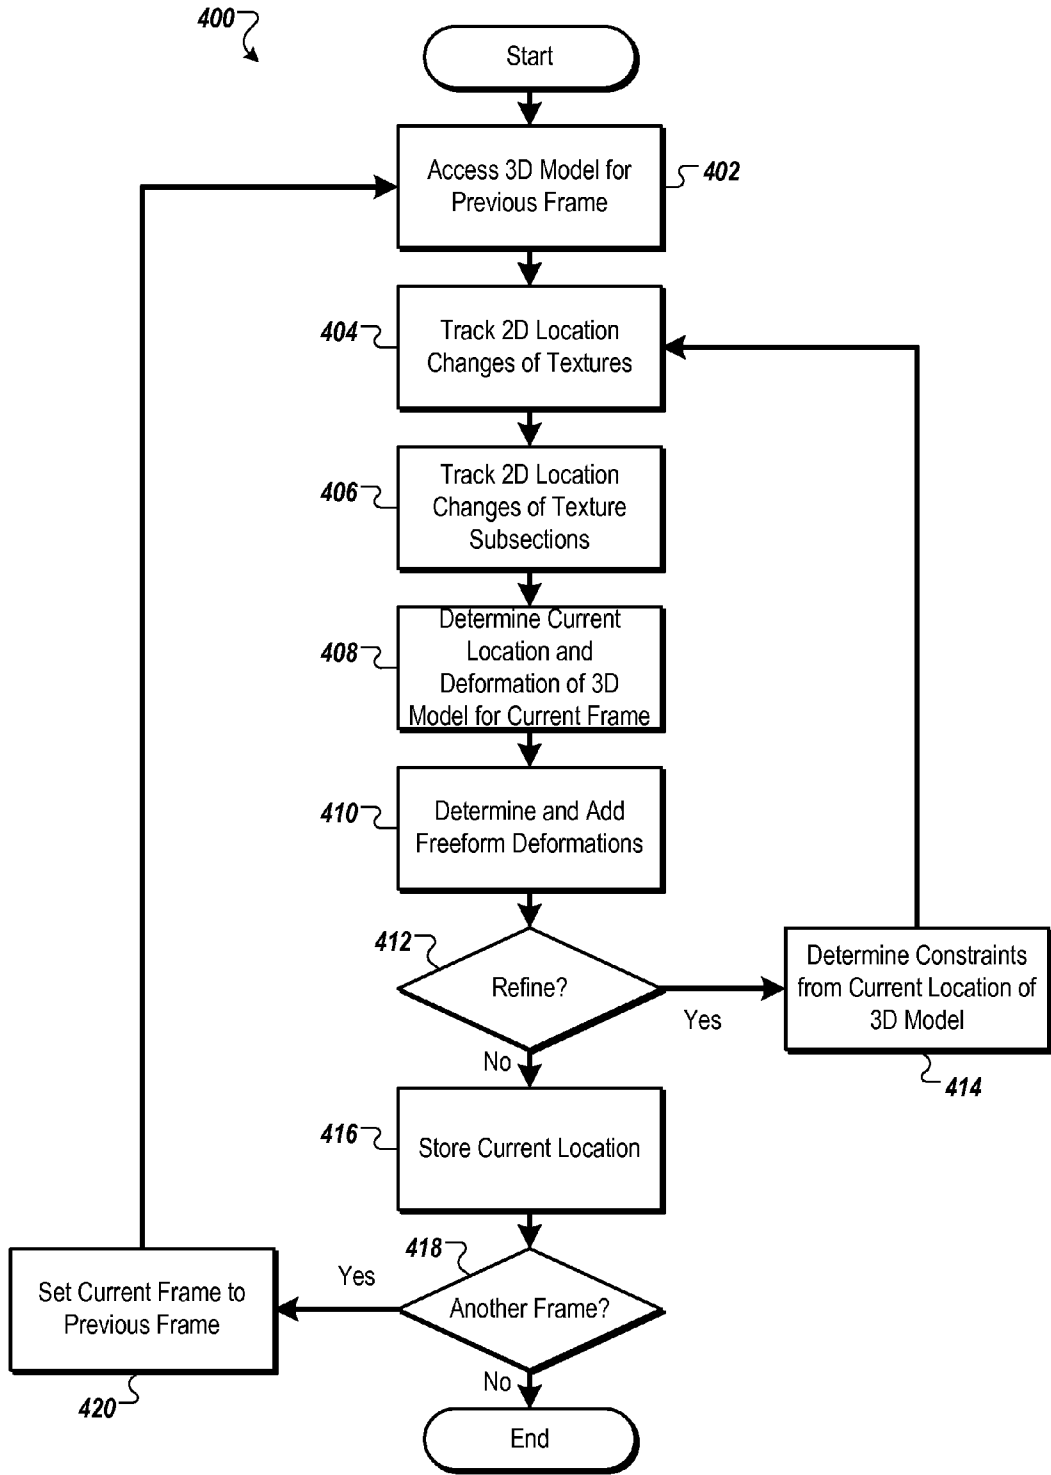 400
Start
Access 3D Model for
Previous Frame
402
404
Track 2D Location
Changes of Textures
406
Track 2D Location
Changes of Texture
Subsections
408
Determine Current
Location and
Deformation of 3D
Model for Current Frame
410
Determine and Add
Freeform Deformations
412
Refine?
Yes
Determine Constraints
from Current Location of
3D Model
414
No
416
Store Current Location
418
Another Frame?
Yes
Set Current Frame to
Previous Frame
420
No
End